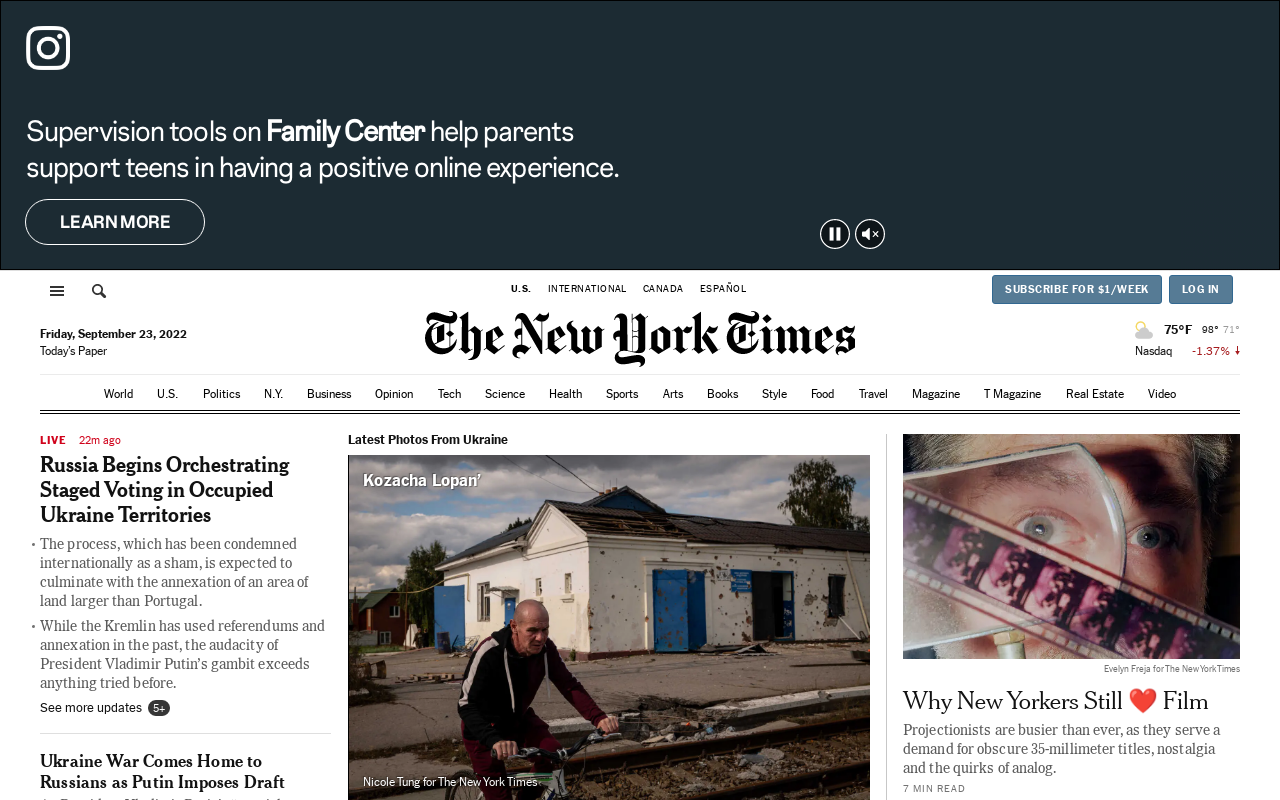 Supervision tools on Family Center help parents
support teens in having a positive online experience.
LEARN MORE
U.S. INTERNATIONAL CANADA ESPAÑOL
SUBSCRIBE FOR $1/WEEK LOG IN
Friday, September 23, 2022
Today's Paper
The New York Times
75°F 98° 71°
Nasdaq -1.37% ↓
World U.S. Politics N.Y. Business Opinion Tech Science Health Sports Arts Books Style Food Travel Magazine T Magazine Real Estate Video
LIVE 22m ago
Russia Begins Orchestrating
Staged Voting in Occupied
Ukraine Territories
• The process, which has been condemned
internationally as a sham, is expected to
culminate with the annexation of an area of
land larger than Portugal.
• While the Kremlin has used referendums and
annexation in the past, the audacity of
President Vladimir Putin's gambit exceeds
anything tried before.
See more updates 5+
Ukraine War Comes Home to
Russians as Putin Imposes Draft
Latest Photos From Ukraine
Kozacha Lopan'
Nicole Tung for The New York Times
Evelyn Freja for The New York Times
Why New Yorkers Still ❤️ Film
Projectionists are busier than ever, as they serve a
demand for obscure 35-millimeter titles, nostalgia
and the quirks of analog.
7 MIN READ